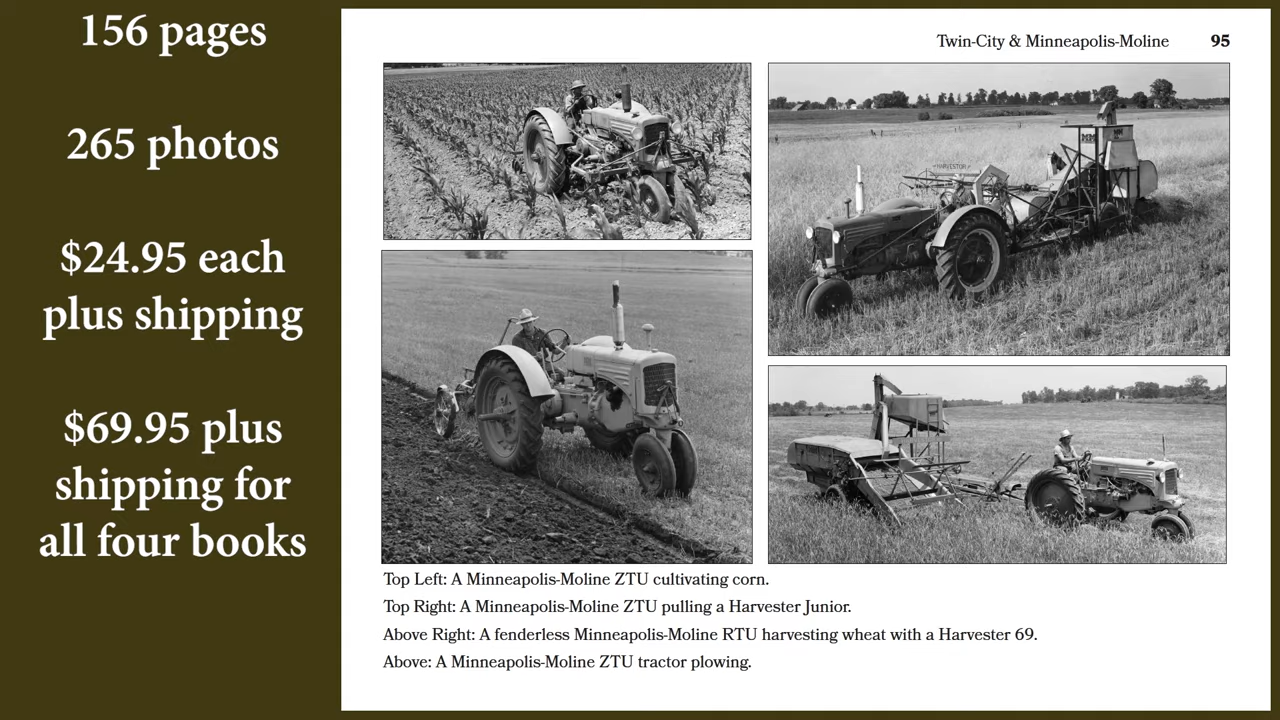 156 pages
265 photos
$24.95 each
plus shipping
$69.95 plus
shipping for
all four books
Twin-City & Minneapolis-Moline 95
HARVESTOR
MM
Top Left: A Minneapolis-Moline ZTU cultivating corn.
Top Right: A Minneapolis-Moline ZTU pulling a Harvester Junior.
Above Right: A fenderless Minneapolis-Moline RTU harvesting wheat with a Harvester 69.
Above: A Minneapolis-Moline ZTU tractor plowing.